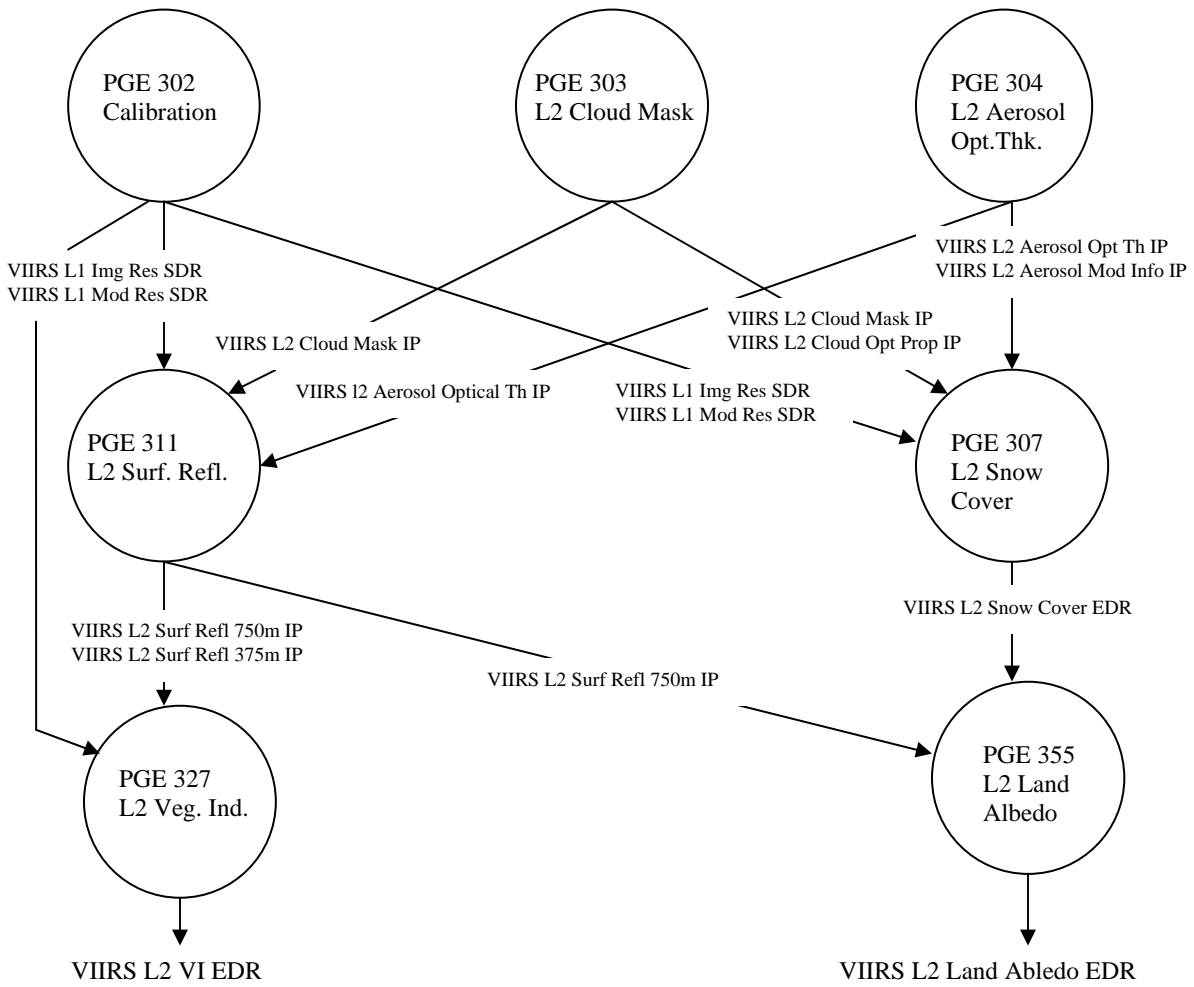 PGE 302
Calibration
PGE 303
L2 Cloud Mask
PGE 304
L2 Aerosol
Opt.Thk.
VIIRS L1 Img Res SDR
VIIRS L1 Mod Res SDR
VIIRS L2 Aerosol Opt Th IP
VIIRS L2 Aerosol Mod Info IP
VIIRS L2 Cloud Mask IP
VIIRS L2 Cloud Mask IP
VIIRS L2 Cloud Opt Prop IP
VIIRS l2 Aerosol Optical Th IP
VIIRS L1 Img Res SDR
VIIRS L1 Mod Res SDR
PGE 311
L2 Surf. Refl.
PGE 307
L2 Snow
Cover
VIIRS L2 Surf Refl 750m IP
VIIRS L2 Surf Refl 375m IP
VIIRS L2 Surf Refl 750m IP
VIIRS L2 Snow Cover EDR
PGE 327
L2 Veg. Ind.
PGE 355
L2 Land
Albedo
VIIRS L2 VI EDR
VIIRS L2 Land Abledo EDR